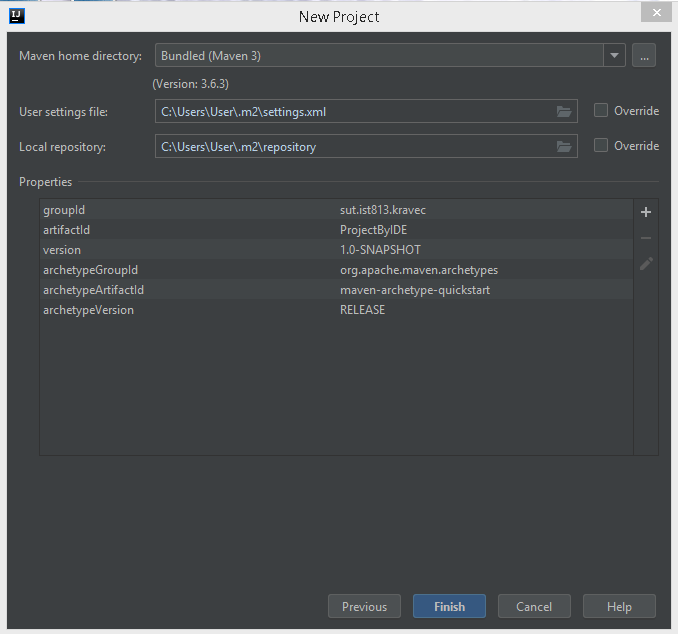 IJ
New Project
Maven home directory: Bundled (Maven 3) ...
(Version: 3.6.3)
User settings file: C:\Users\User\.m2\settings.xml Override
Local repository: C:\Users\User\.m2\repository Override
Properties
groupId sut.ist813.kravec
artifactId ProjectByIDE
version 1.0-SNAPSHOT
archetypeGroupId org.apache.maven.archetypes
archetypeArtifactId maven-archetype-quickstart
archetypeVersion RELEASE
Previous Finish Cancel Help